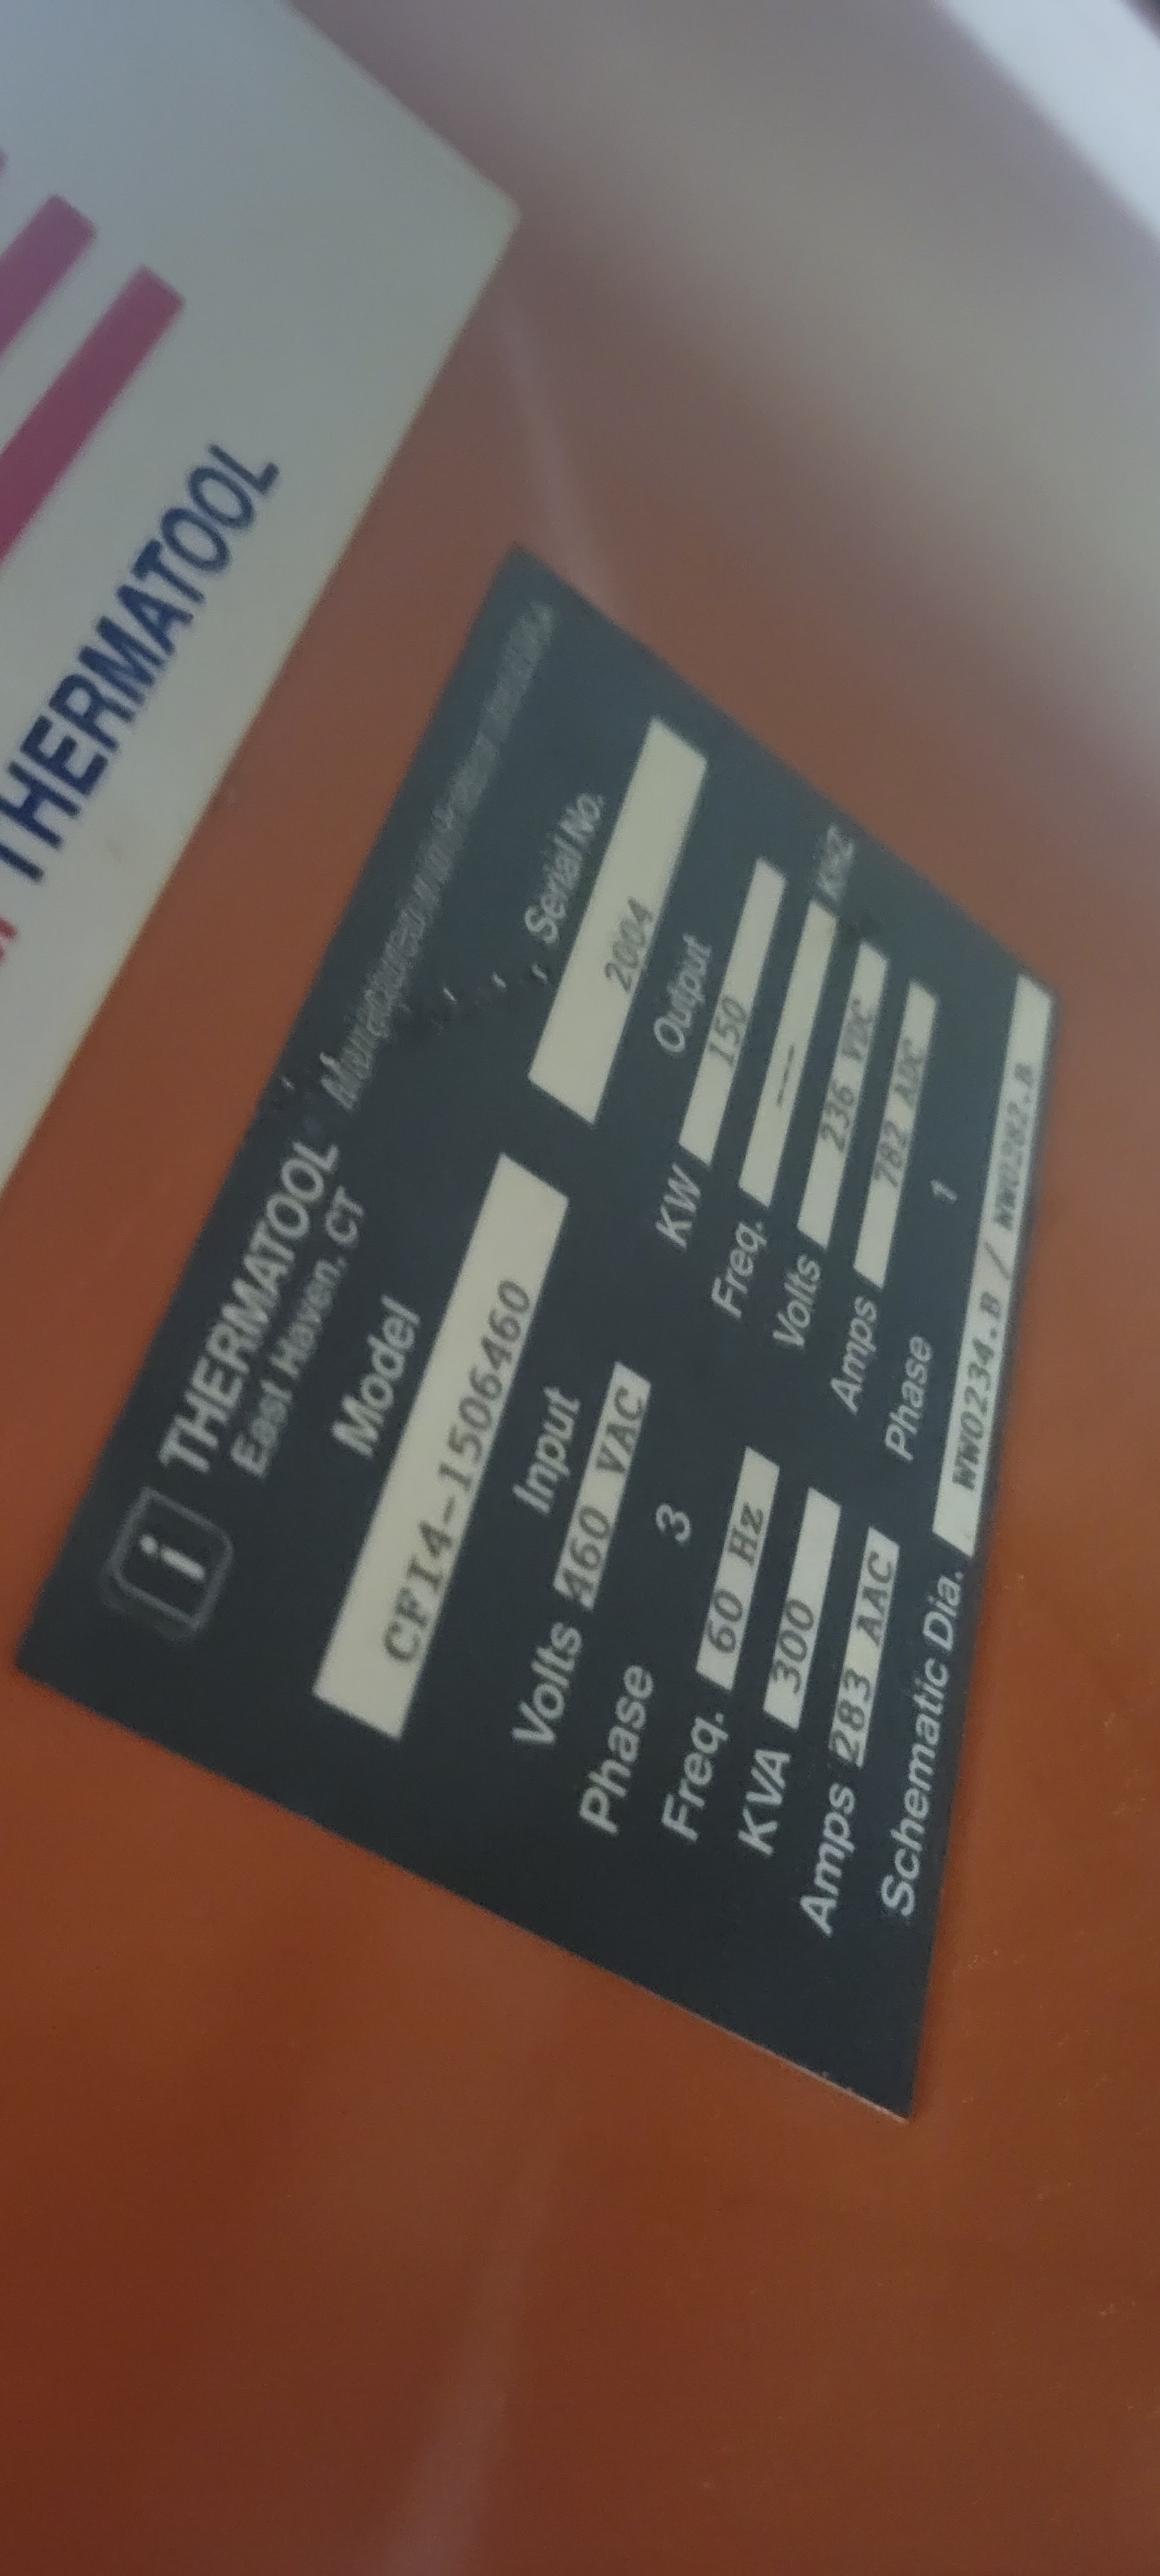 THERMATOOL
i
THERMATOOL
East Haven, CT
Model
CFI4-1506460
Serial No.
2004
Input
Volts 460 VAC
Phase 3
Freq. 60 Hz
KVA 300
Amps 283 AAC
Output
KW 150
Freq. --- KHZ
Volts 236 VDC
Amps 782 ADC
Phase 1
Schematic Dia. WW0234.B / WW0282.B